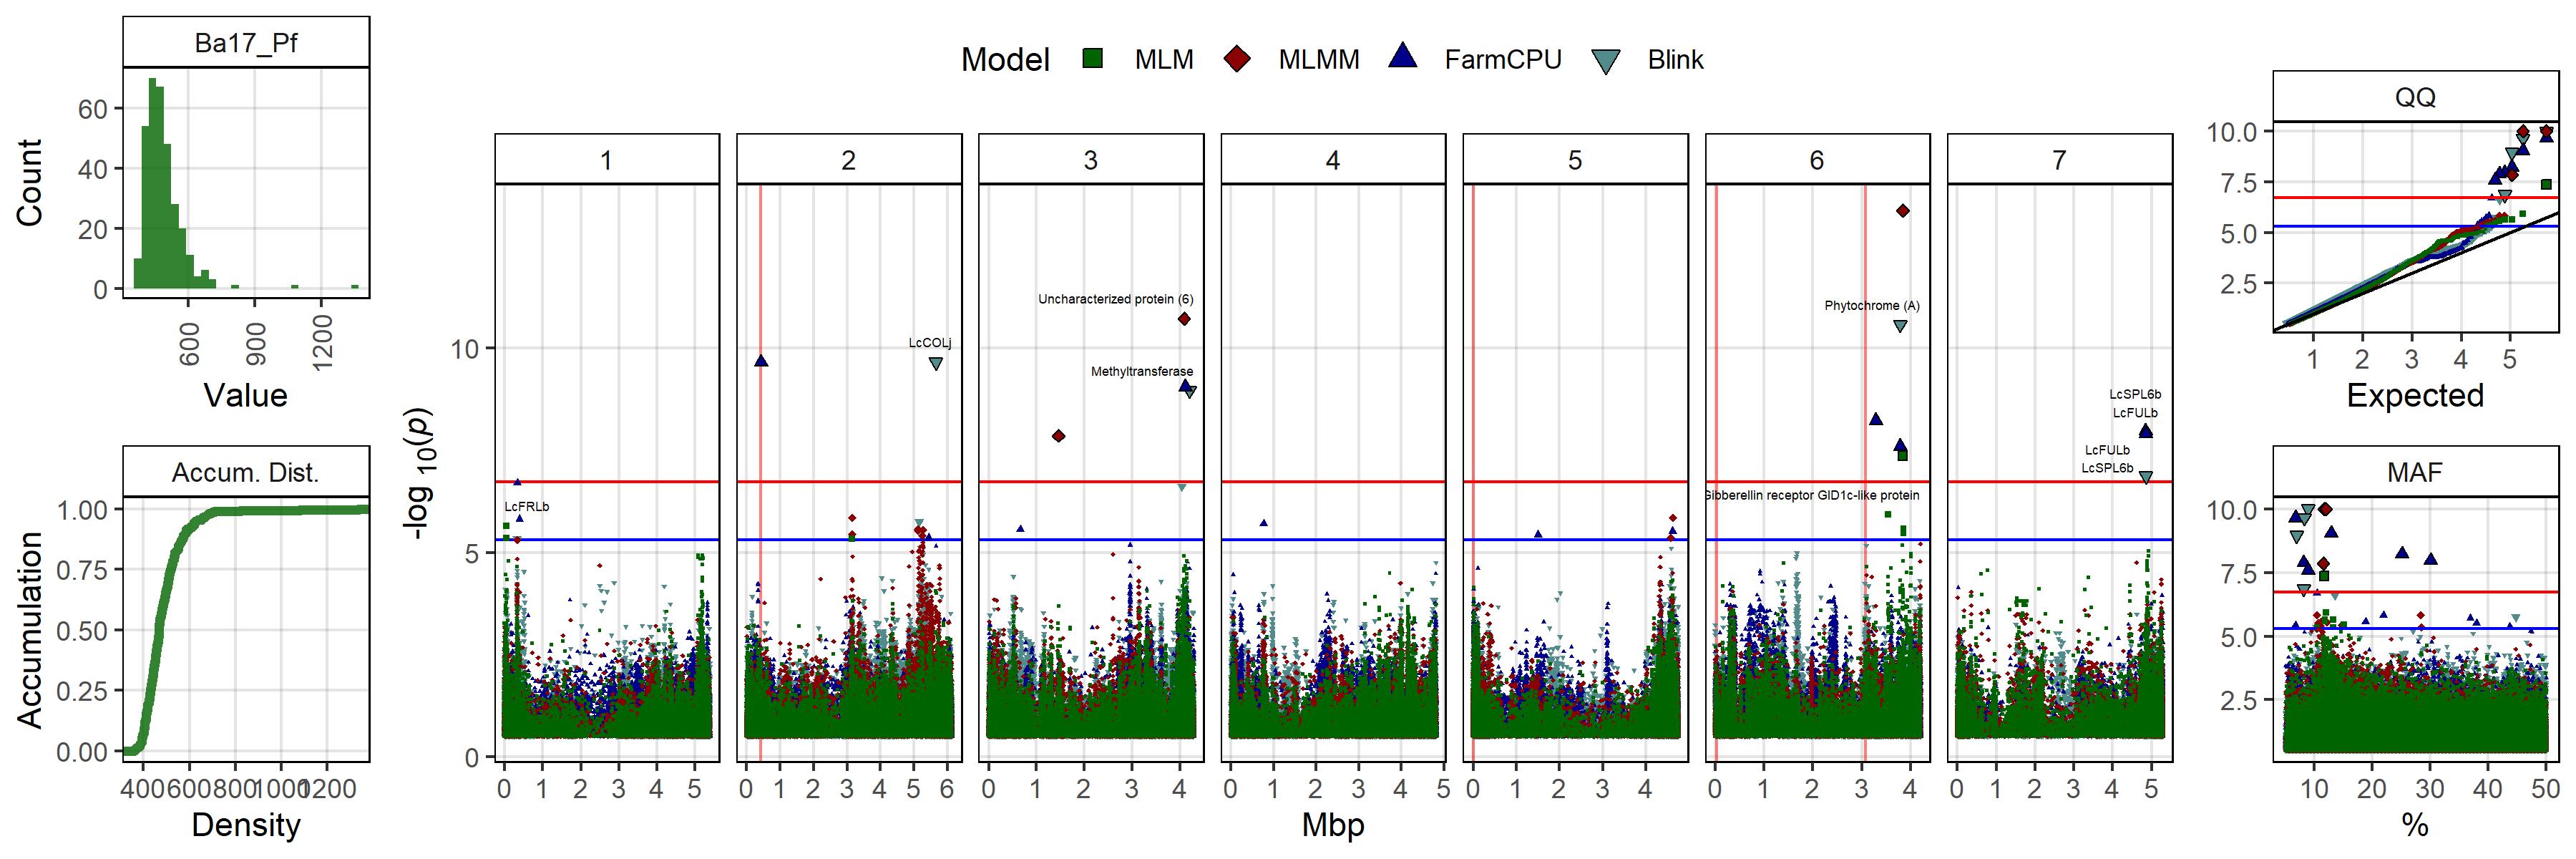 Ba17_Pf
Count
60
40
20
0
600
900
1200
Value
Accum. Dist.
Accumulation
1.00
0.75
0.50
0.25
0.00
400
600
800
1000
1200
Density
Model MLM MLMM FarmCPU Blink
-log 10(p)
10
5
0
1
LcFRLb
0 1 2 3 4 5
2
LcCOLj
0 1 2 3 4 5 6
3
Uncharacterized protein (6)
Methyltransferase
0 1 2 3 4
4
0 1 2 3 4 5
5
0 1 2 3 4
6
Phytochrome (A)
Gibberellin receptor GID1c-like protein
0 1 2 3 4
7
LcSPL6b
LcFULb
LcFULb
LcSPL6b
0 1 2 3 4 5
Mbp
QQ
10.0
7.5
5.0
2.5
1 2 3 4 5
Expected
MAF
10.0
7.5
5.0
2.5
10 20 30 40 50
%